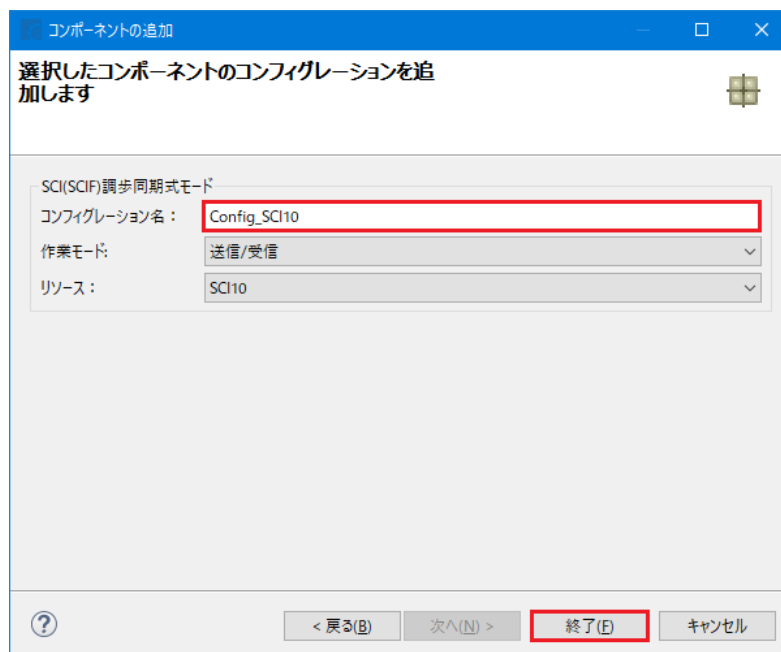 コンポーネントの追加
選択したコンポーネントのコンフィグレーションを追
加します
SCI(SCIF)調歩同期式モード
コンフィグレーション名：
Config_SCI10
作業モード:
送信/受信
リソース：
SCI10
?
< 戻る(B)
次へ(N) >
終了(F)
キャンセル